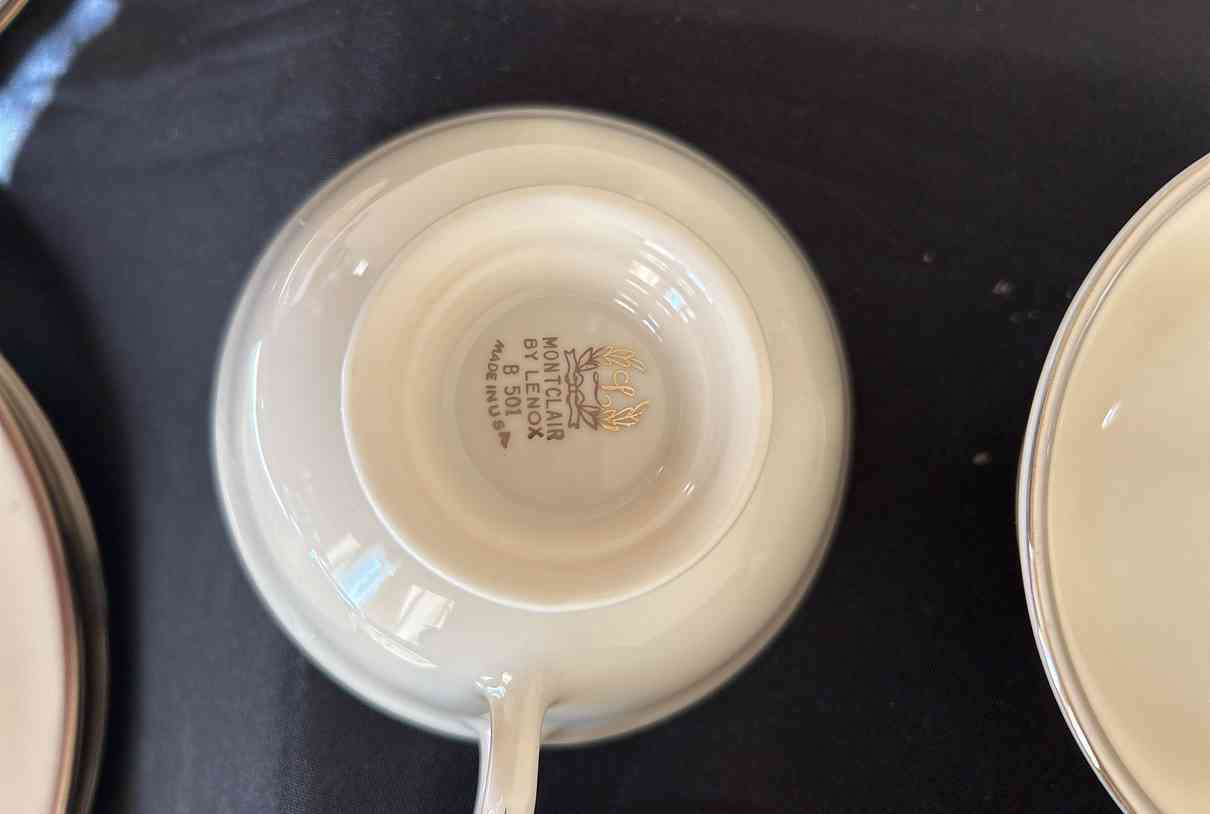 L
MONTCLAIR
BY LENOX
B 501
MADE IN USA